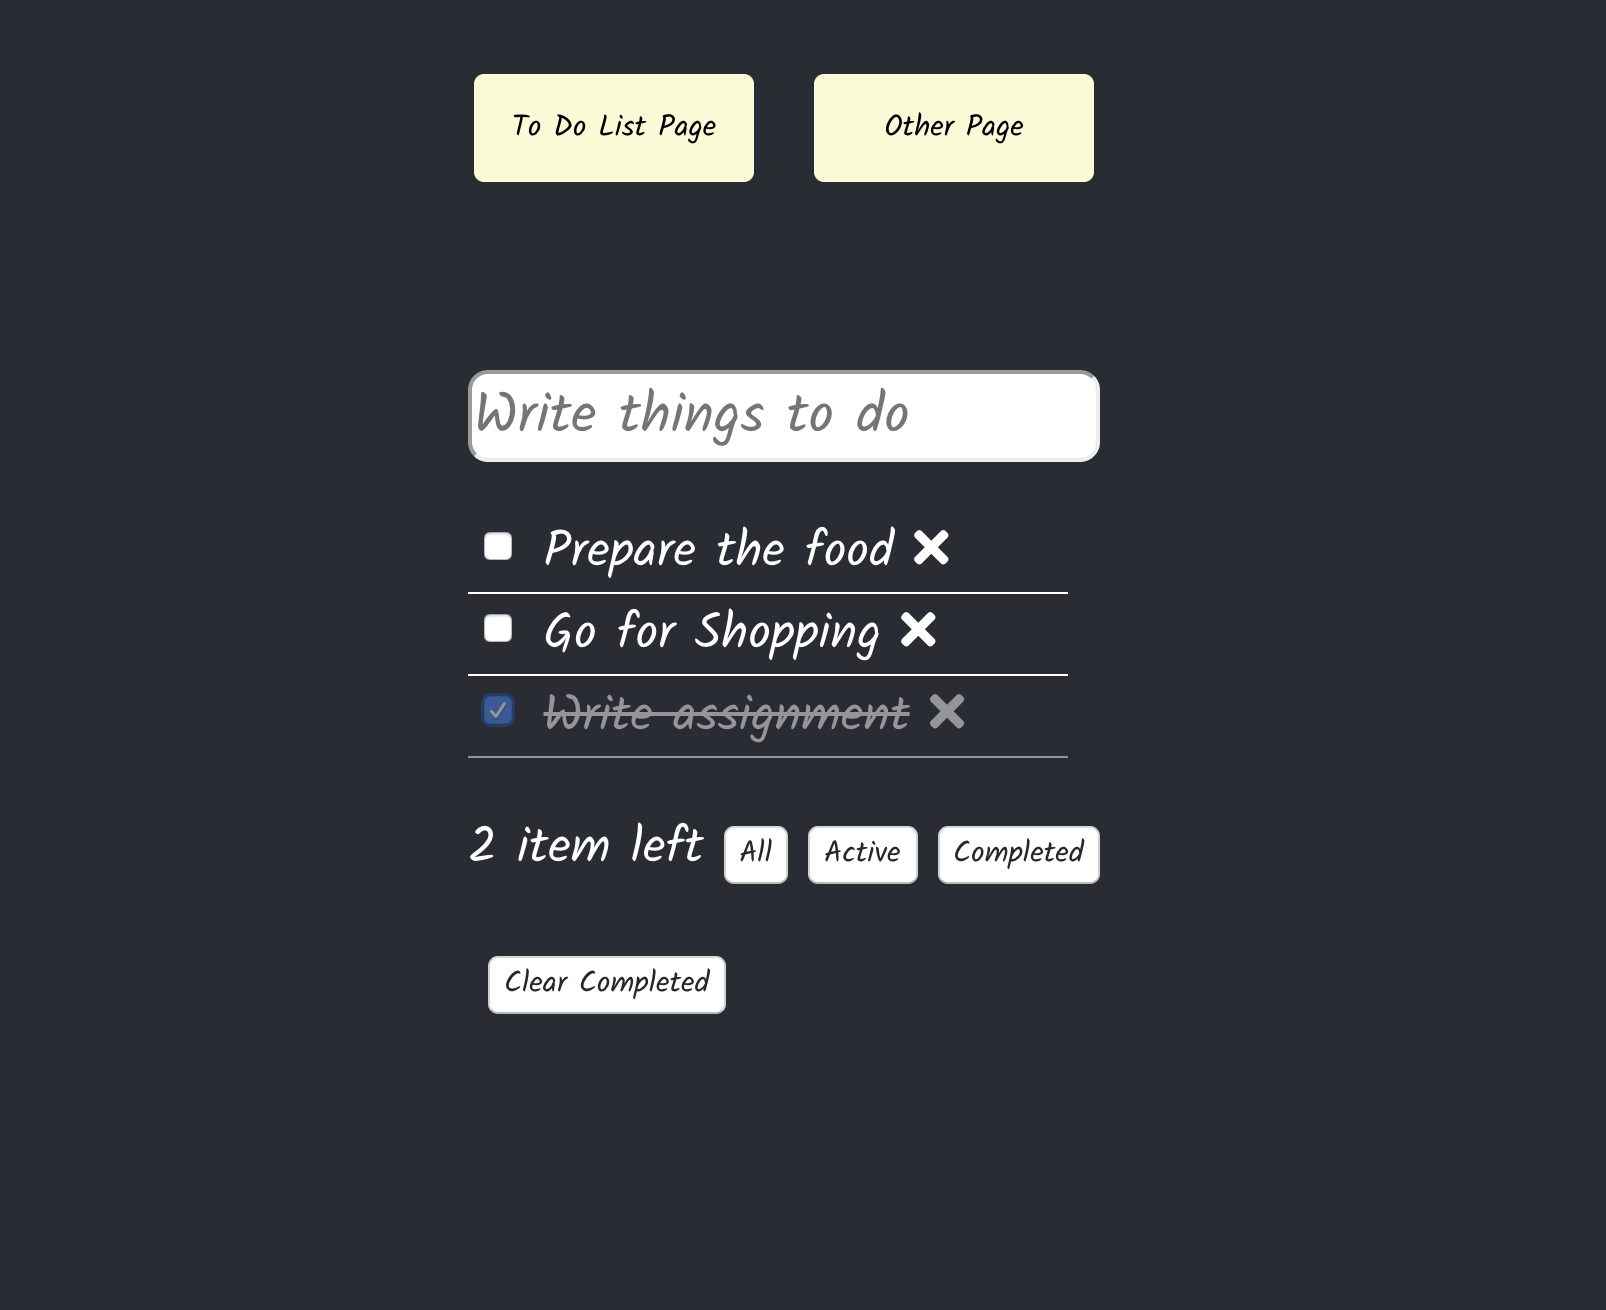 To Do List Page Other Page
Write things to do
Prepare the food
Go for Shopping
Write assignment
2 item left All Active Completed
Clear Completed